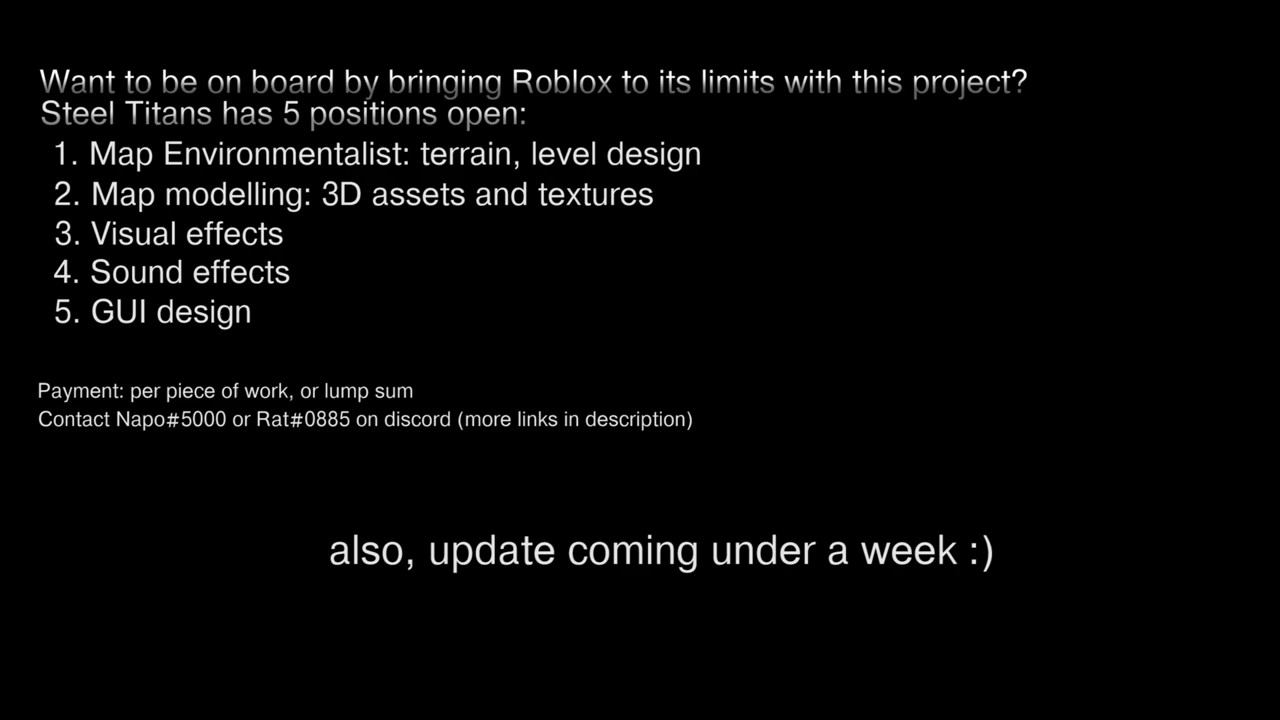 Want to be on board by bringing Roblox to its limits with this project?
Steel Titans has 5 positions open:
1. Map Environmentalist: terrain, level design
2. Map modelling: 3D assets and textures
3. Visual effects
4. Sound effects
5. GUI design
Payment: per piece of work, or lump sum
Contact Napo#5000 or Rat#0885 on discord (more links in description)
also, update coming under a week :)